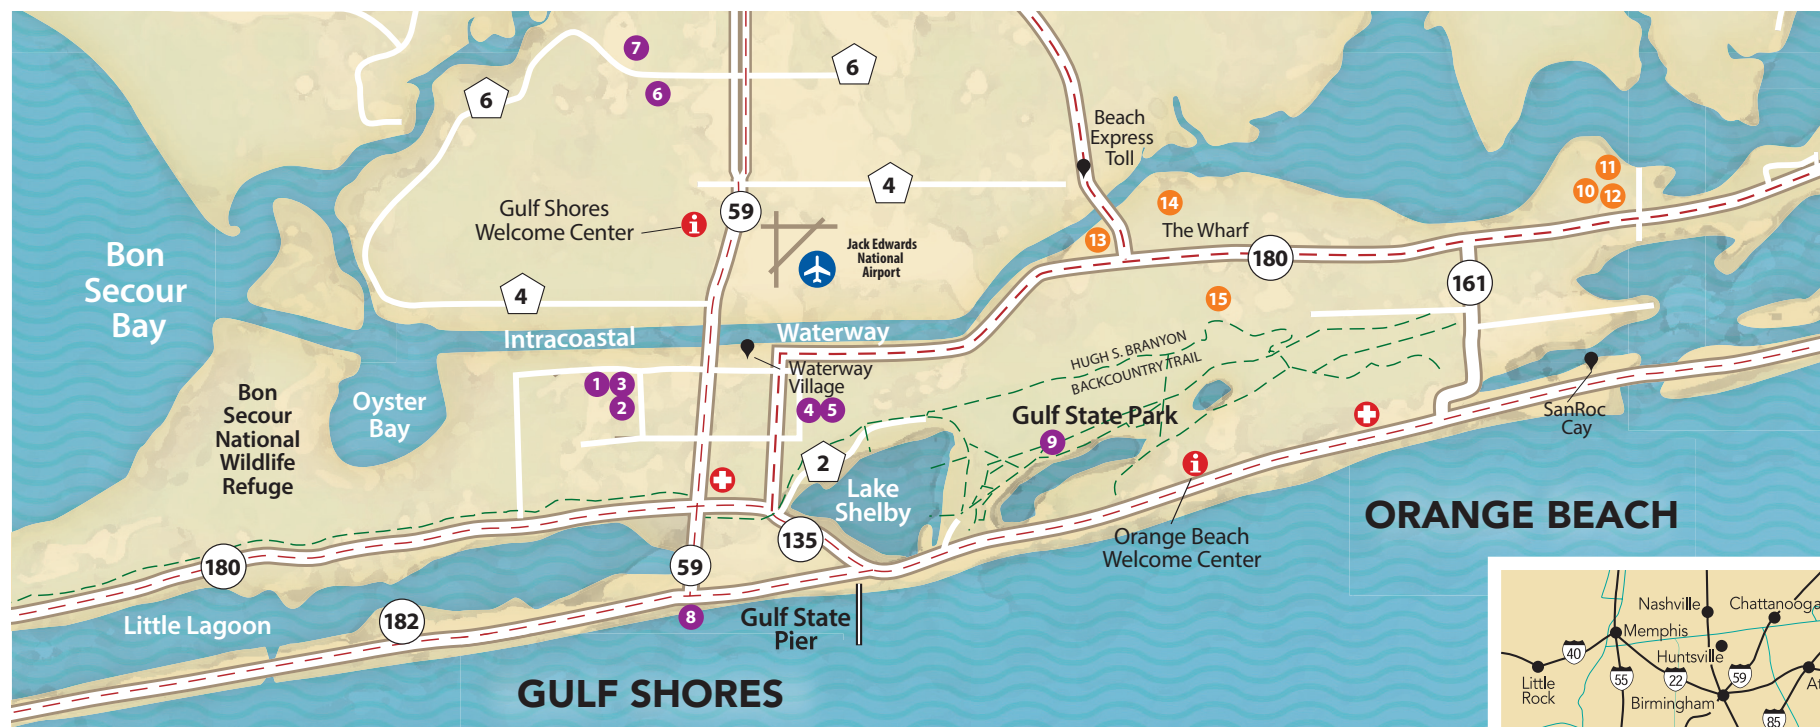 7
6
6
6
Beach
Express
Toll
11
10
12
4
14
59
Gulf Shores
Welcome Center
i
The Wharf
13
Jack Edwards
National
Airport
180
161
Bon
Secour
Bay
4
15
Intracoastal
Waterway
HUGH S. BRANYON
BACKCOUNTRY TRAIL
Waterway
Village
1
3
2
4
5
Bon
Secour
National
Wildlife
Refuge
Oyster
Bay
Gulf State Park
9
SanRoc
Cay
2
i
Lake
Shelby
ORANGE BEACH
Orange Beach
Welcome Center
135
180
59
182
Little Lagoon
8
Gulf State
Pier
GULF SHORES
Nashville
Chattanooga
Memphis
40
Huntsville
55
22
59
At
Little
Rock
Birmingham
85